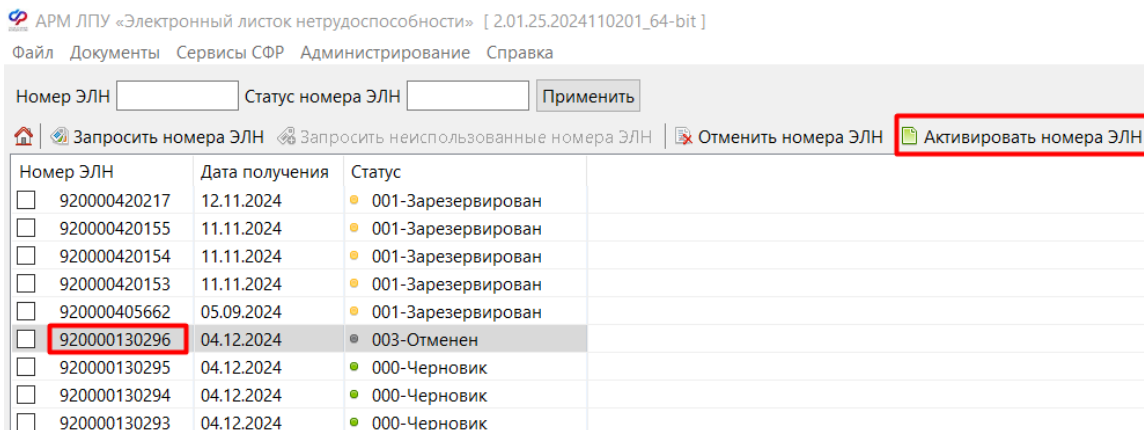 АРМ ЛПУ «Электронный листок нетрудоспособности» [ 2.01.25.2024110201_64-bit ]
Файл Документы Сервисы СФР Администрирование Справка
Номер ЭЛН Статус номера ЭЛН Применить
Запросить номера ЭЛН Запросить неиспользованные номера ЭЛН Отменить номера ЭЛН Активировать номера ЭЛН
Номер ЭЛН Дата получения Статус
920000420217 12.11.2024 001-Зарезервирован
920000420155 11.11.2024 001-Зарезервирован
920000420154 11.11.2024 001-Зарезервирован
920000420153 11.11.2024 001-Зарезервирован
920000405662 05.09.2024 001-Зарезервирован
920000130296 04.12.2024 003-Отменен
920000130295 04.12.2024 000-Черновик
920000130294 04.12.2024 000-Черновик
920000130293 04.12.2024 000-Черновик